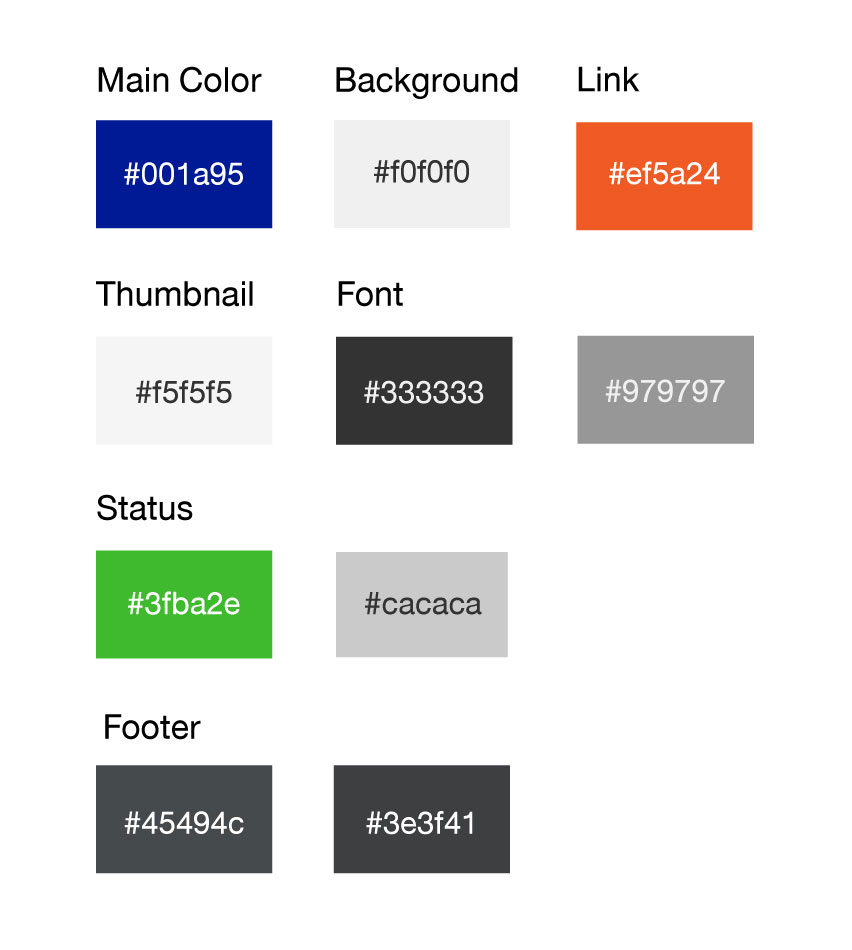 Main Color
Background
Link
#001a95
#f0f0f0
#ef5a24
Thumbnail
Font
#f5f5f5
#333333
#979797
Status
#3fba2e
#cacaca
Footer
#45494c
#3e3f41